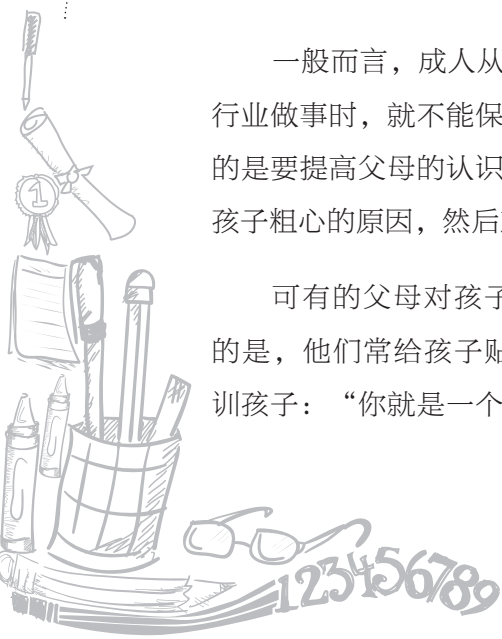 一般而言，成人从
行业做事时，就不能保
的是要提高父母的认识
孩子粗心的原因，然后
可有的父母对孩子
的是，他们常给孩子贴
训孩子：“你就是一个
1
123456789